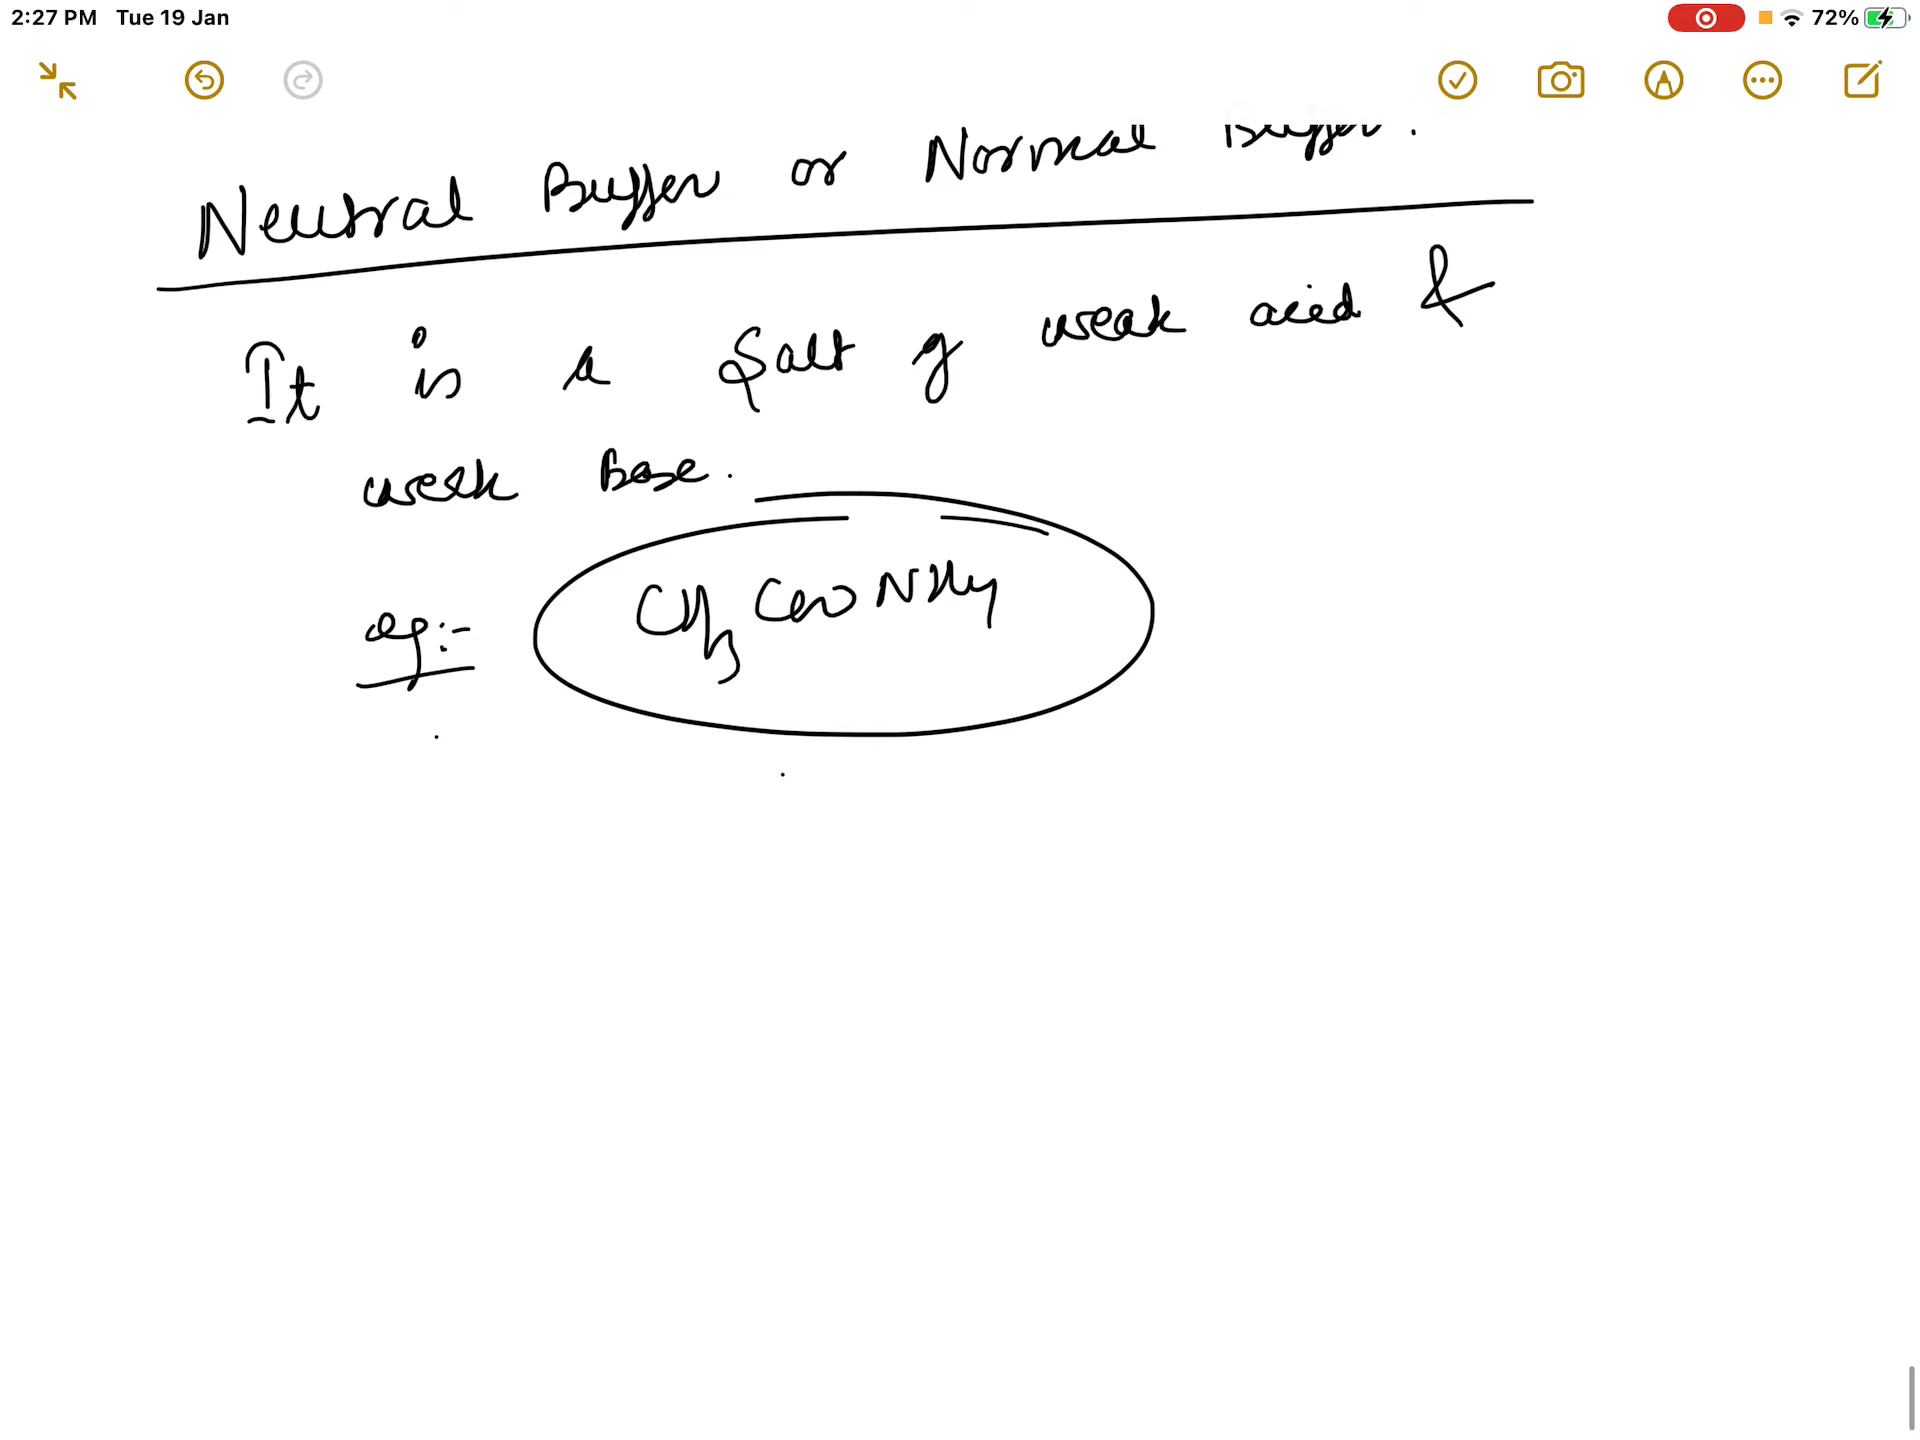 2:27 PM Tue 19 Jan 72%
Neutral Buffer or Normal Buffer.
It is a Salt of weak acid &
weak Base.
eg:- CH3COONH4